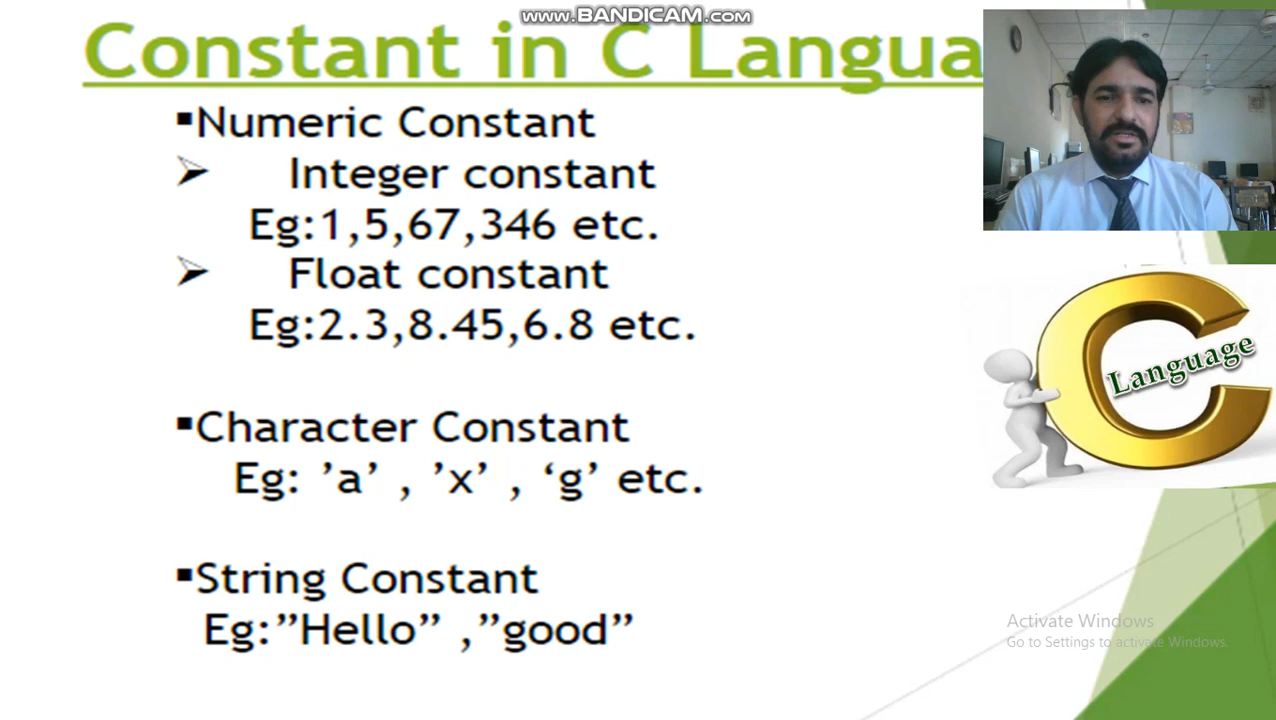 www.BANDICAM.com
Constant in C Langua
▪Numeric Constant
➢ Integer constant
Eg:1,5,67,346 etc.
➢ Float constant
Eg:2.3,8.45,6.8 etc.
▪Character Constant
Eg: ’a’ , ’x’ , ‘g’ etc.
▪String Constant
Eg:”Hello” ,”good”
Language
Activate Windows
Go to Settings to activate Windows.